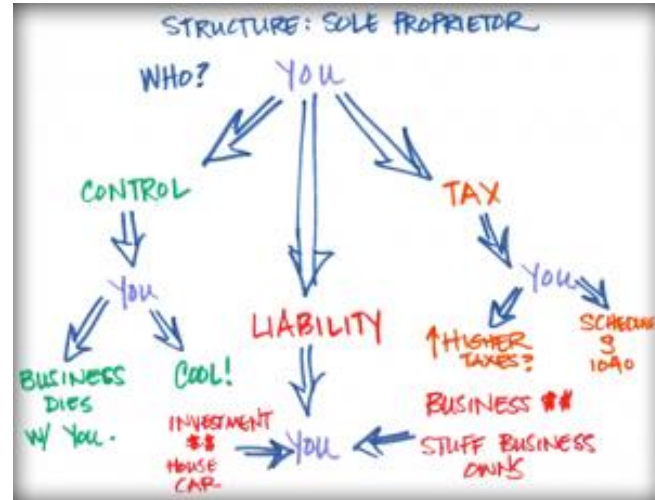 STRUCTURE: SOLE PROPRIETOR
WHO?
You
CONTROL
TAX
You
You
LIABILITY
↑HIGHER
TAXES?
SCHEDULE
1040
BUSINESS
DIES
W/ YOU.
COOL!
INVESTMENT
$$
HOUSE
CAR
You
BUSINESS $$
STUFF BUSINESS
OWNS